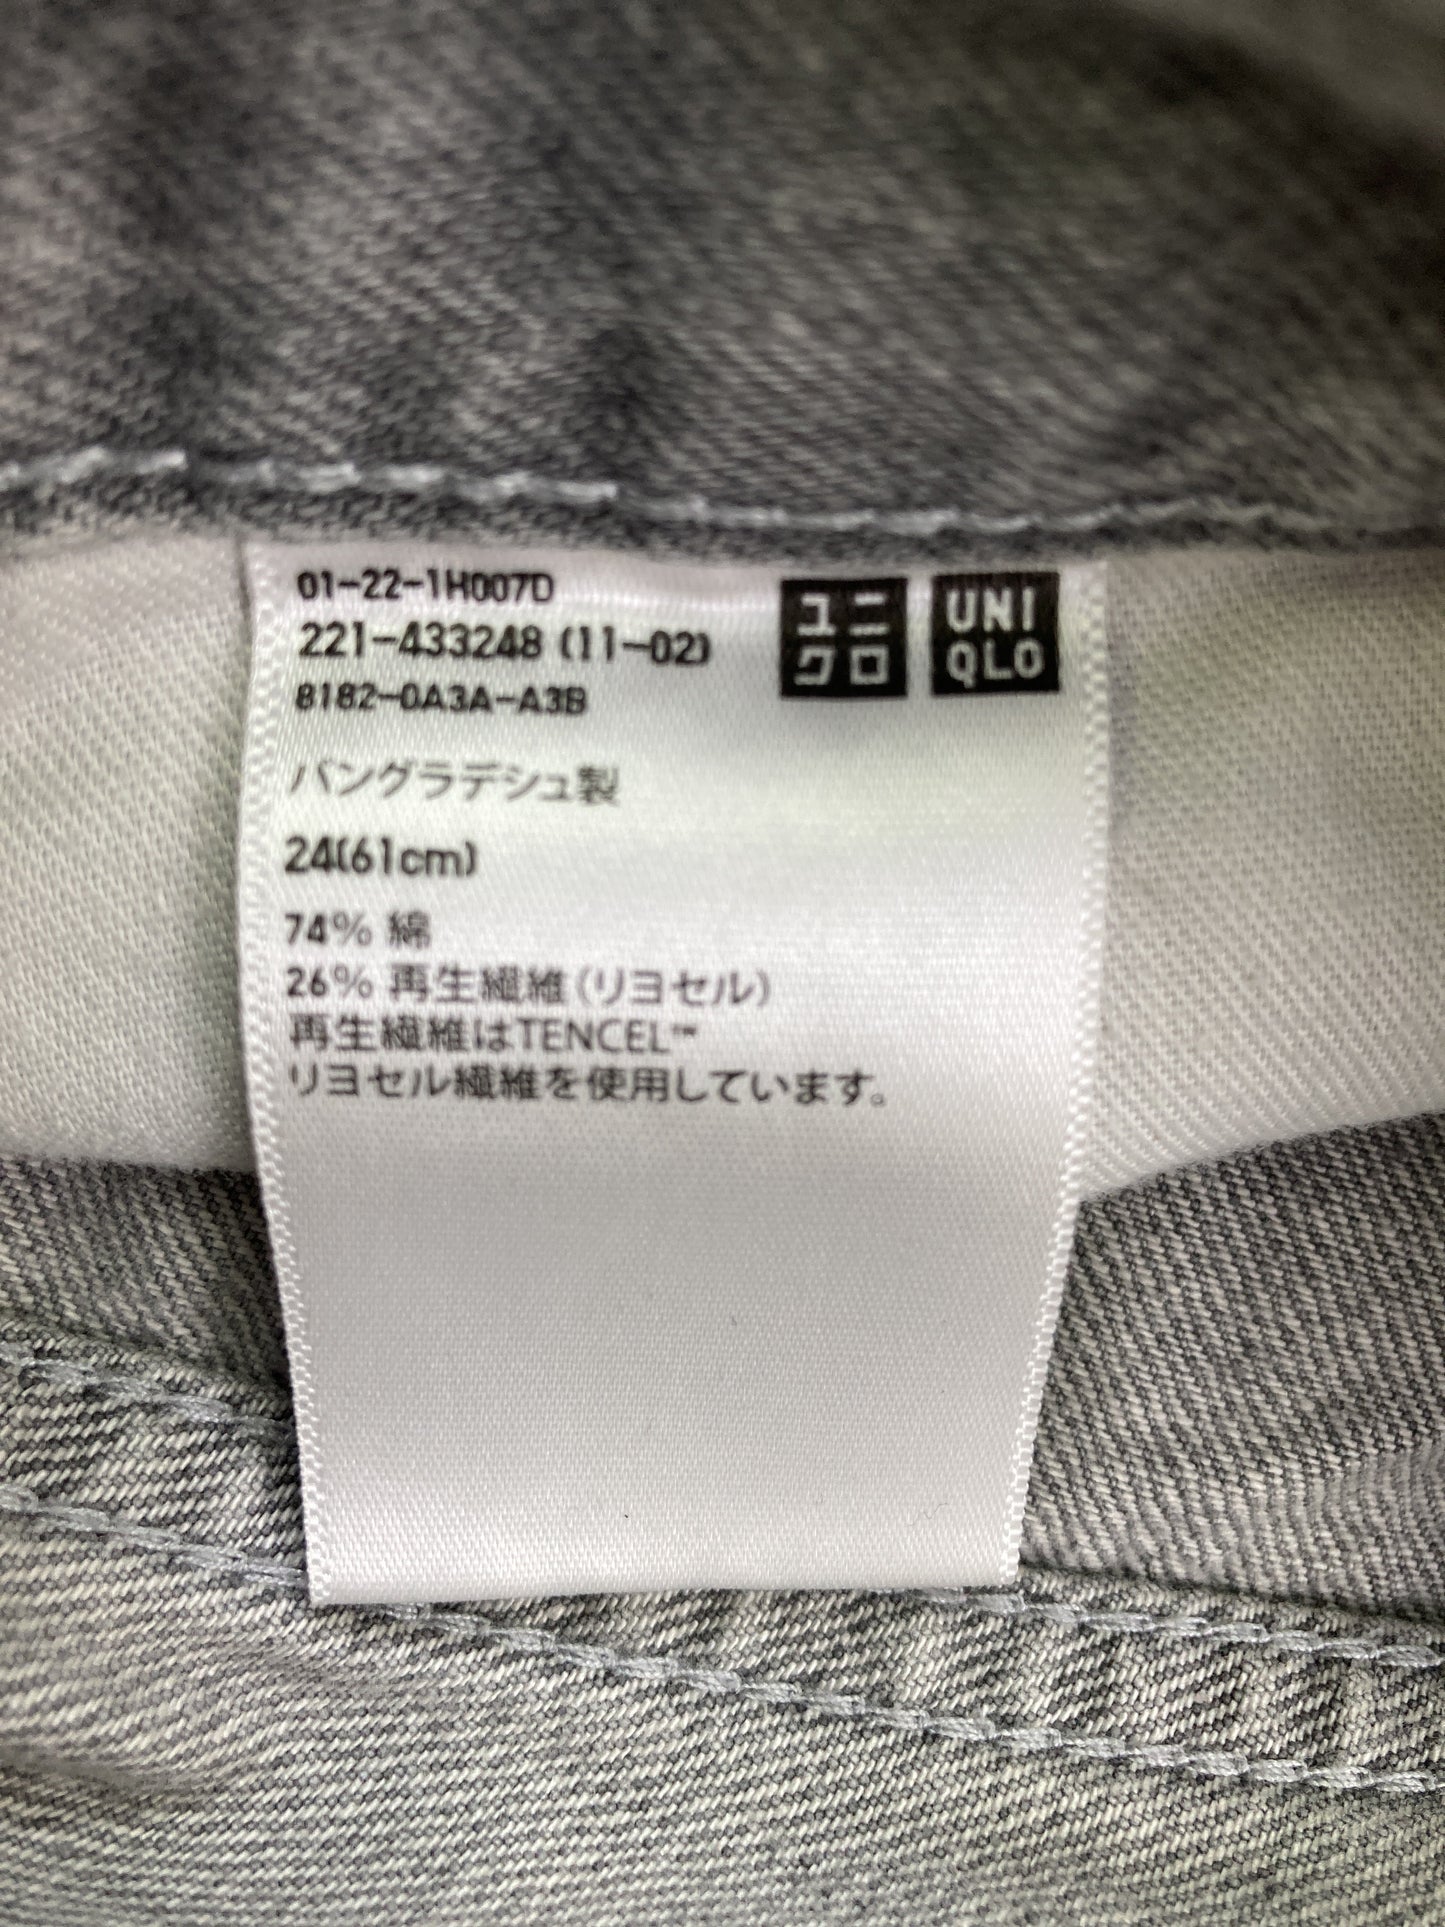 01-22-1H007D
221-433248 (11-02)
8182-0A3A-A3B
ユニ
クロ
UNI
QLO
バングラデシュ製
24(61cm)
74% 綿
26% 再生繊維(リヨセル)
再生繊維はTENCEL™
リヨセル繊維を使用しています。